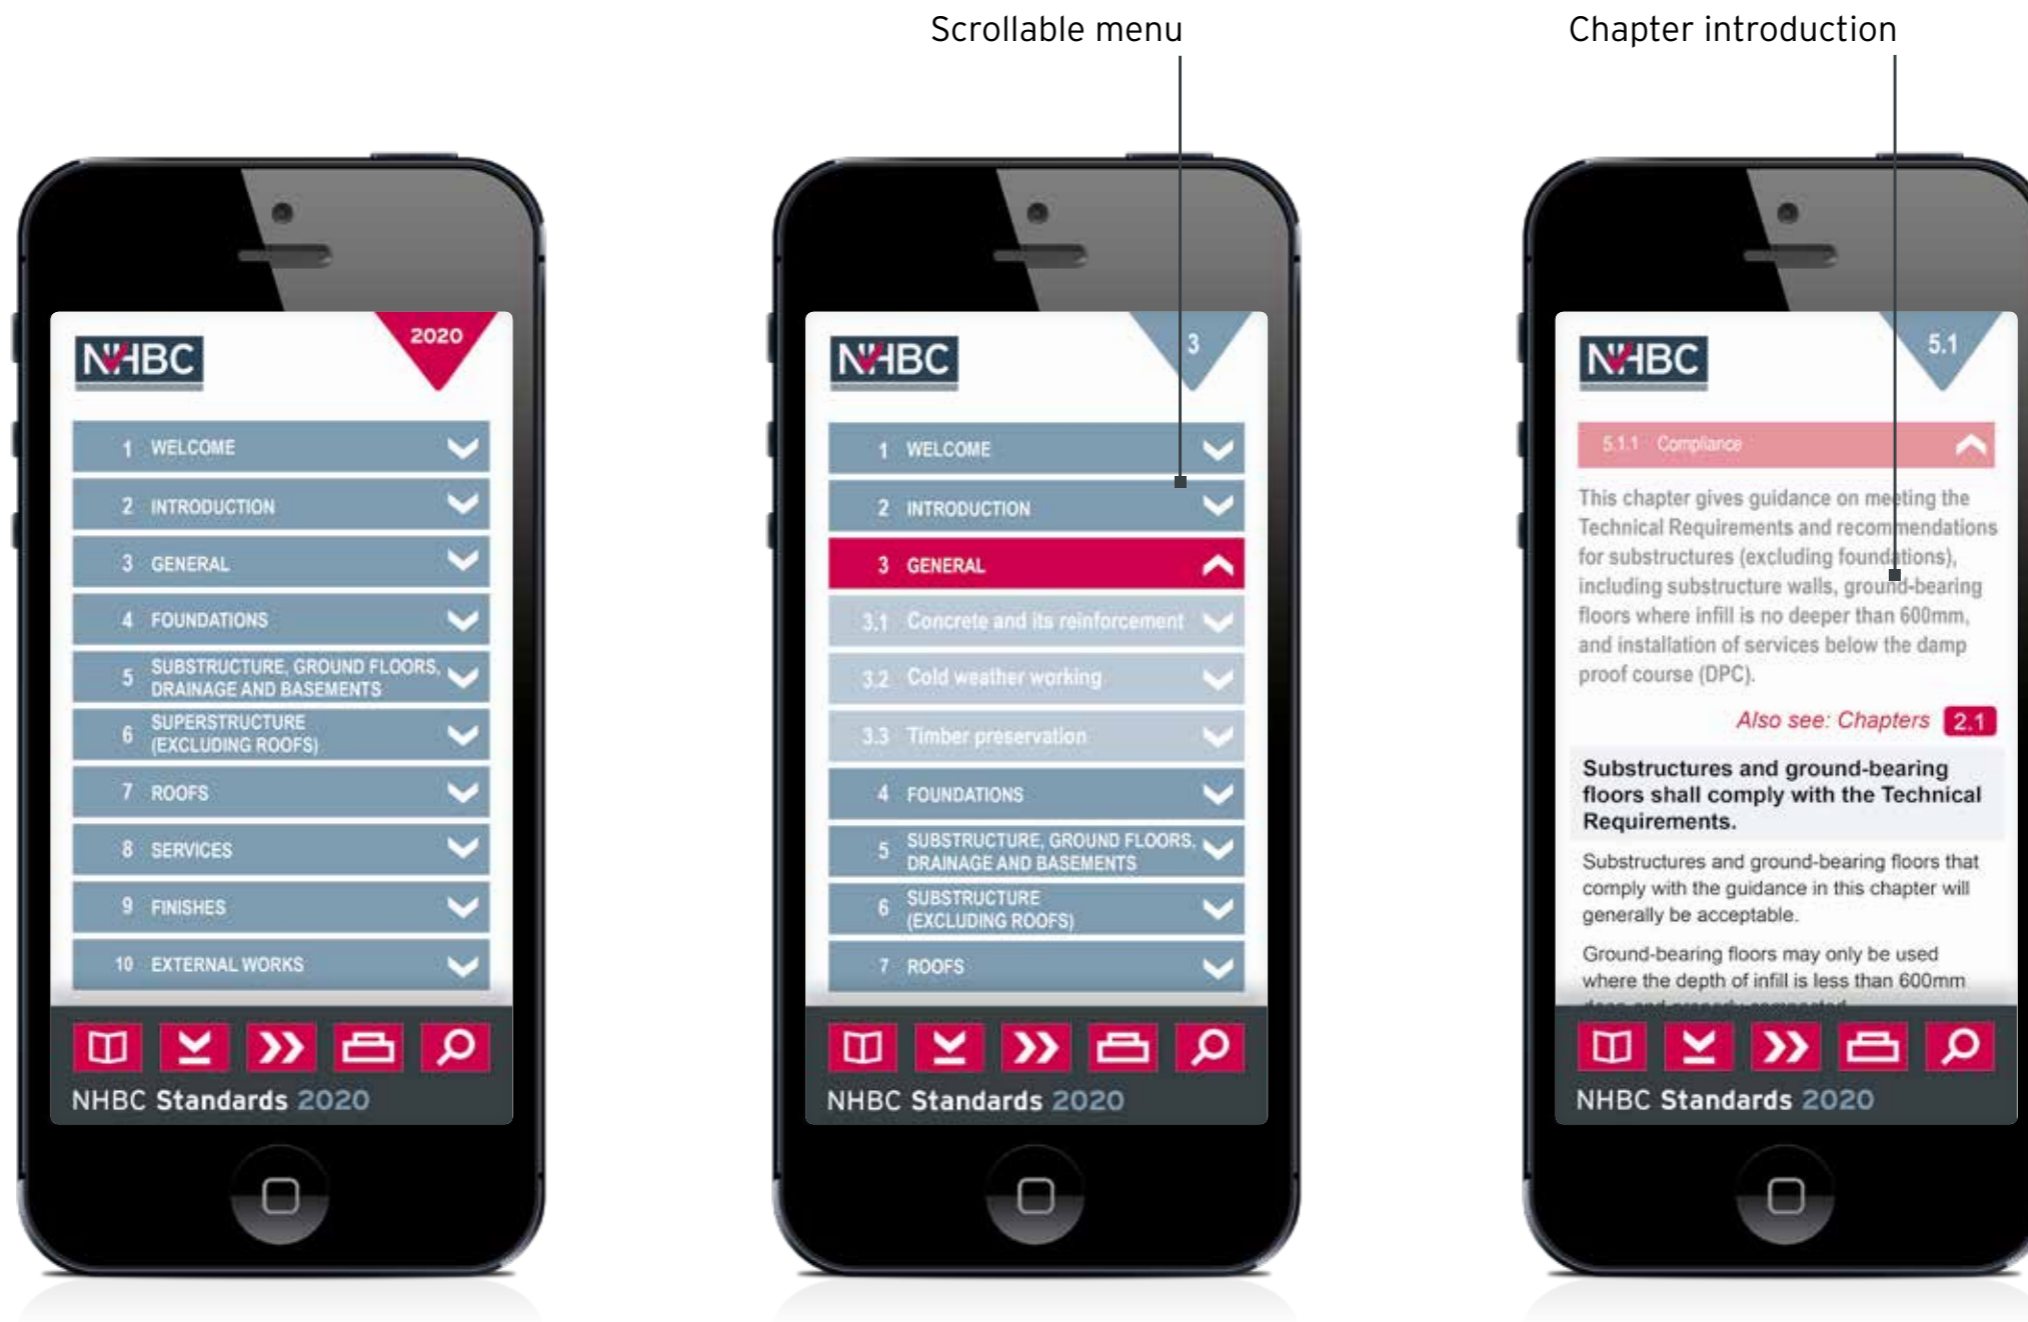 Scrollable menu
Chapter introduction
NHBC
2020
1 WELCOME
2 INTRODUCTION
3 GENERAL
4 FOUNDATIONS
5 SUBSTRUCTURE, GROUND FLOORS,
DRAINAGE AND BASEMENTS
6 SUPERSTRUCTURE
(EXCLUDING ROOFS)
7 ROOFS
8 SERVICES
9 FINISHES
10 EXTERNAL WORKS
NHBC Standards 2020
NHBC
3
1 WELCOME
2 INTRODUCTION
3 GENERAL
3.1 Concrete and its reinforcement
3.2 Cold weather working
3.3 Timber preservation
4 FOUNDATIONS
5 SUBSTRUCTURE, GROUND FLOORS,
DRAINAGE AND BASEMENTS
6 SUBSTRUCTURE
(EXCLUDING ROOFS)
7 ROOFS
NHBC Standards 2020
NHBC
5.1
5.1.1 Compliance
This chapter gives guidance on meeting the
Technical Requirements and recommendations
for substructures (excluding foundations),
including substructure walls, ground-bearing
floors where infill is no deeper than 600mm,
and installation of services below the damp
proof course (DPC).
Also see: Chapters 2.1
Substructures and ground-bearing
floors shall comply with the Technical
Requirements.
Substructures and ground-bearing floors that
comply with the guidance in this chapter will
generally be acceptable.
Ground-bearing floors may only be used
where the depth of infill is less than 600mm
NHBC Standards 2020